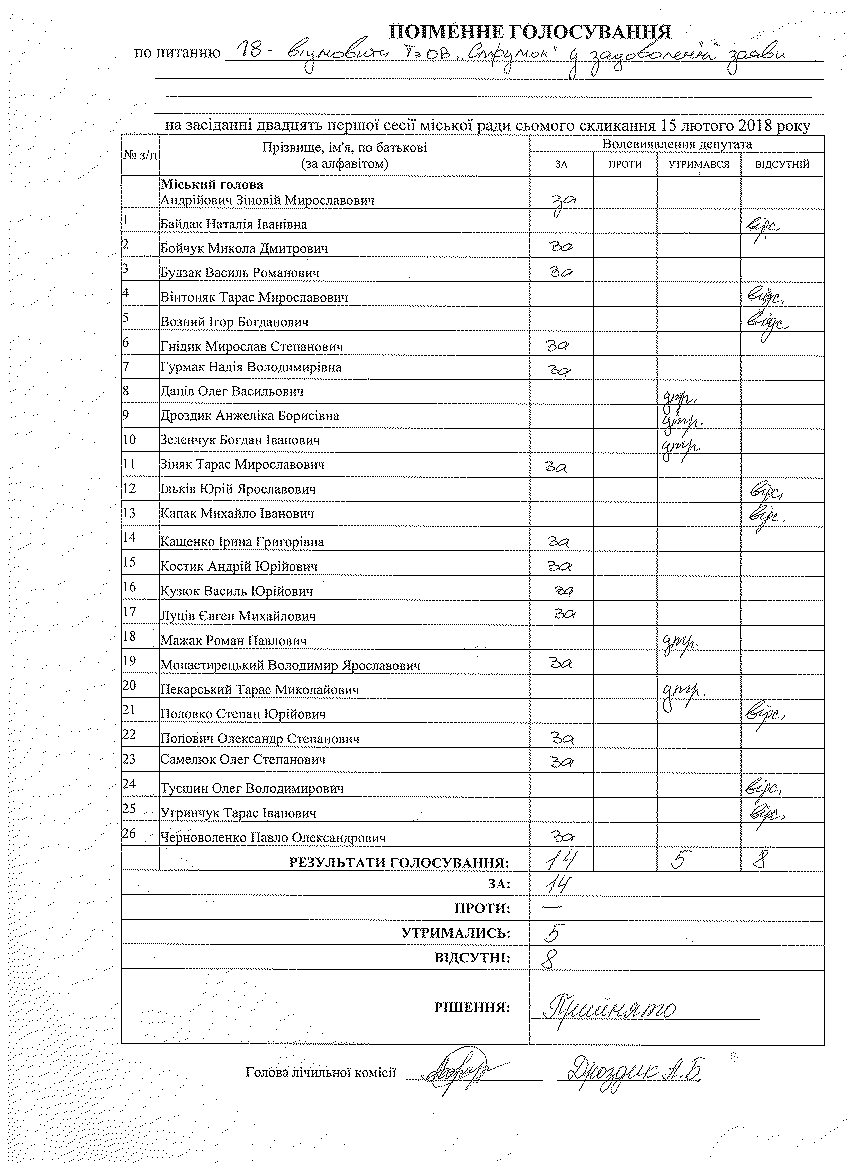 ПОІМЕННЕ ГОЛОСУВАННЯ
по питанню 18 - відмовити ТзОВ „Струмок" у задоволенні заяви
на засіданні двадцять першої сесії міської ради сьомого скликання 15 лютого 2018 року
№ з/п Прізвище, ім'я, по батькові (за алфавітом) Волевиявлення депутата
ЗА ПРОТИ УТРИМАВСЯ ВІДСУТНІЙ
Міський голова
Андрійович Зіновій Мирославович за
1 Байдак Наталія Іванівна відс.
2 Бойчук Микола Дмитрович за
3 Будзак Василь Романович за
4 Вінтоняк Тарас Мирославович відс.
5 Возний Ігор Богданович відс.
6 Гнідик Мирослав Степанович за
7 Гурмак Надія Володимирівна за
8 Даців Олег Васильович утр.
9 Дроздик Анжеліка Борисівна утр.
10 Зеленчук Богдан Іванович утр.
11 Зіняк Тарас Мирославович за
12 Іньків Юрій Ярославович відс.
13 Капак Михайло Іванович відс.
14 Кащенко Ірина Григорівна за
15 Костик Андрій Юрійович за
16 Кузюк Василь Юрійович за
17 Луців Євген Михайлович за
18 Мажак Роман Павлович утр.
19 Монастирецький Володимир Ярославович за
20 Пекарський Тарас Миколайович утр.
21 Половко Степан Юрійович відс.
22 Попович Олександр Степанович за
23 Самелюк Олег Степанович за
24 Тусшин Олег Володимирович відс.
25 Угринчук Тарас Іванович відс.
26 Черноволенко Павло Олександрович за
РЕЗУЛЬТАТИ ГОЛОСУВАННЯ: 14 5 8
ЗА: 14
ПРОТИ: —
УТРИМАЛИСЬ: 5
ВІДСУТНІ: 8
РІШЕННЯ: Прийнято
Голова лічильної комісії Дроздик А.Б.